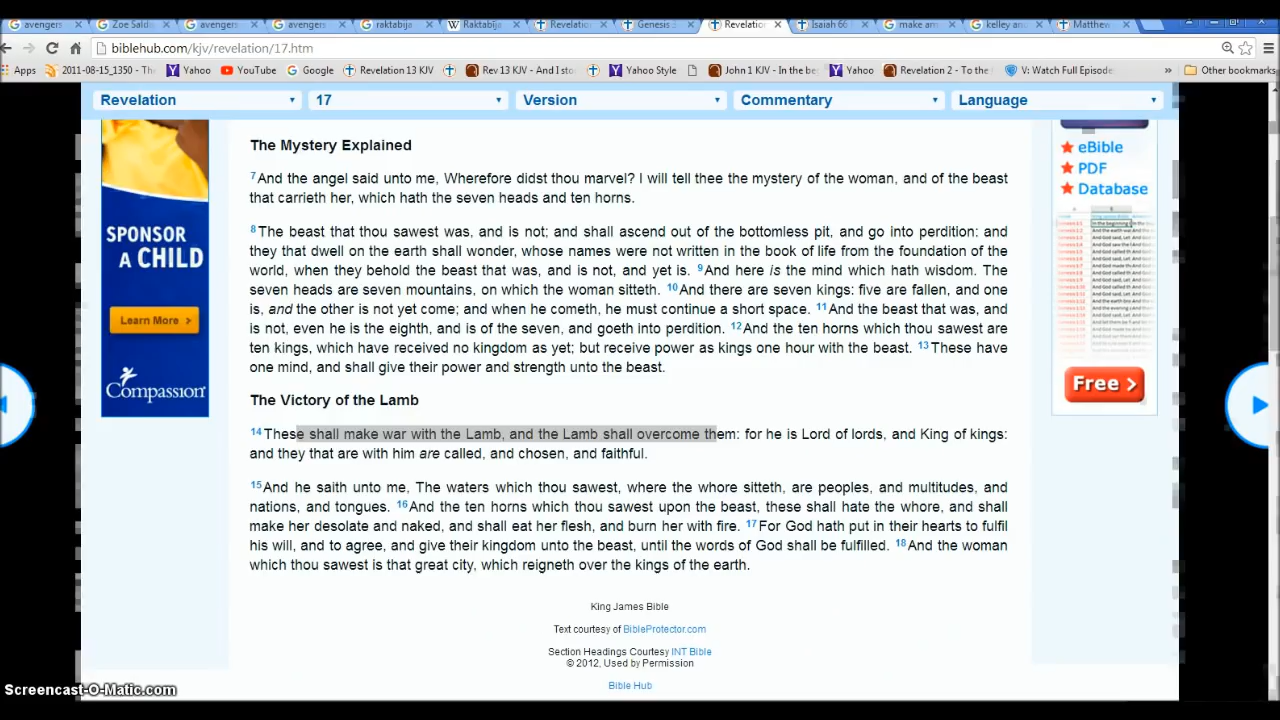 avengers
Zoe Salda
avengers
avengers
raktabija
Raktabija
Revelatio
Genesis
Revelation
Isaiah 66
make am
kelley an
Matthew
biblehub.com/kjv/revelation/17.htm
Apps
2011-08-15_1350 - Th
Yahoo
YouTube
Google
Revelation 13 KJV
Rev 13 KJV - And I sto
Yahoo Style
John 1 KJV - In the be
Yahoo
Revelation 2 - To the
V: Watch Full Episode
»
Other bookmarks
Revelation
17
Version
Commentary
Language
The Mystery Explained
7And the angel said unto me, Wherefore didst thou marvel? I will tell thee the mystery of the woman, and of the beast
that carrieth her, which hath the seven heads and ten horns.
8The beast that thou sawest was, and is not; and shall ascend out of the bottomless pit, and go into perdition: and
they that dwell on the earth shall wonder, whose names were not written in the book of life from the foundation of the
world, when they behold the beast that was, and is not, and yet is. 9And here is the mind which hath wisdom. The
seven heads are seven mountains, on which the woman sitteth. 10And there are seven kings: five are fallen, and one
is, and the other is not yet come; and when he cometh, he must continue a short space. 11And the beast that was, and
is not, even he is the eighth, and is of the seven, and goeth into perdition. 12And the ten horns which thou sawest are
ten kings, which have received no kingdom as yet; but receive power as kings one hour with the beast. 13These have
one mind, and shall give their power and strength unto the beast.
The Victory of the Lamb
14These shall make war with the Lamb, and the Lamb shall overcome them: for he is Lord of lords, and King of kings:
and they that are with him are called, and chosen, and faithful.
15And he saith unto me, The waters which thou sawest, where the whore sitteth, are peoples, and multitudes, and
nations, and tongues. 16And the ten horns which thou sawest upon the beast, these shall hate the whore, and shall
make her desolate and naked, and shall eat her flesh, and burn her with fire. 17For God hath put in their hearts to fulfil
his will, and to agree, and give their kingdom unto the beast, until the words of God shall be fulfilled. 18And the woman
which thou sawest is that great city, which reigneth over the kings of the earth.
King James Bible
Text courtesy of BibleProtector.com
Section Headings Courtesy INT Bible
© 2012, Used by Permission
Bible Hub
SPONSOR
A CHILD
Learn More >
Compassion
eBible
PDF
Database
Free >
Screencast-O-Matic.com